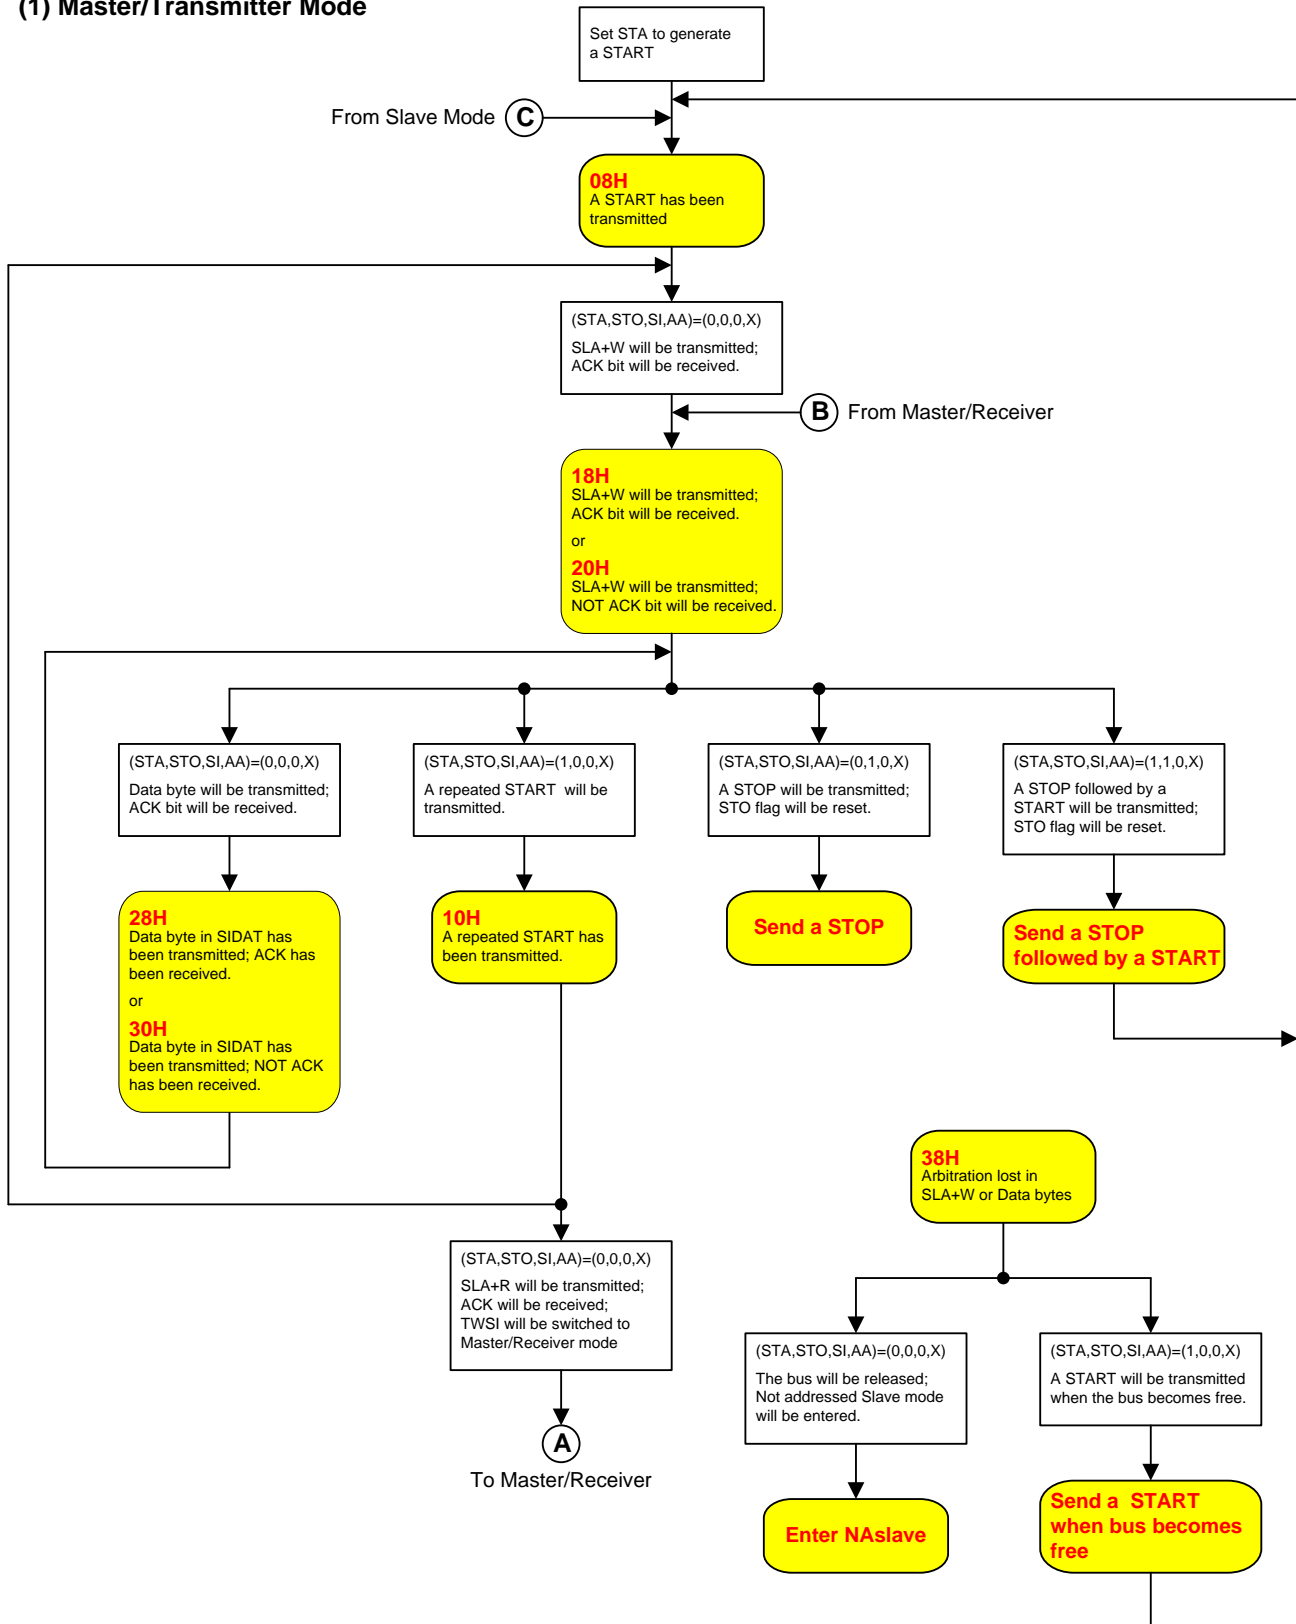 (1) Master/Transmitter Mode
Set STA to generate
a START
From Slave Mode
C
08H
A START has been
transmitted
(STA,STO,SI,AA)=(0,0,0,X)
SLA+W will be transmitted;
ACK bit will be received.
B
From Master/Receiver
18H
SLA+W will be transmitted;
ACK bit will be received.
or
20H
SLA+W will be transmitted;
NOT ACK bit will be received.
(STA,STO,SI,AA)=(0,0,0,X)
Data byte will be transmitted;
ACK bit will be received.
(STA,STO,SI,AA)=(1,0,0,X)
A repeated START will be
transmitted.
(STA,STO,SI,AA)=(0,1,0,X)
A STOP will be transmitted;
STO flag will be reset.
(STA,STO,SI,AA)=(1,1,0,X)
A STOP followed by a
START will be transmitted;
STO flag will be reset.
28H
Data byte in SIDAT has
been transmitted; ACK has
been received.
or
30H
Data byte in SIDAT has
been transmitted; NOT ACK
has been received.
10H
A repeated START has
been transmitted.
Send a STOP
Send a STOP
followed by a START
38H
Arbitration lost in
SLA+W or Data bytes
(STA,STO,SI,AA)=(0,0,0,X)
SLA+R will be transmitted;
ACK will be received;
TWSI will be switched to
Master/Receiver mode
A
To Master/Receiver
(STA,STO,SI,AA)=(0,0,0,X)
The bus will be released;
Not addressed Slave mode
will be entered.
(STA,STO,SI,AA)=(1,0,0,X)
A START will be transmitted
when the bus becomes free.
Enter NAslave
Send a START
when bus becomes
free